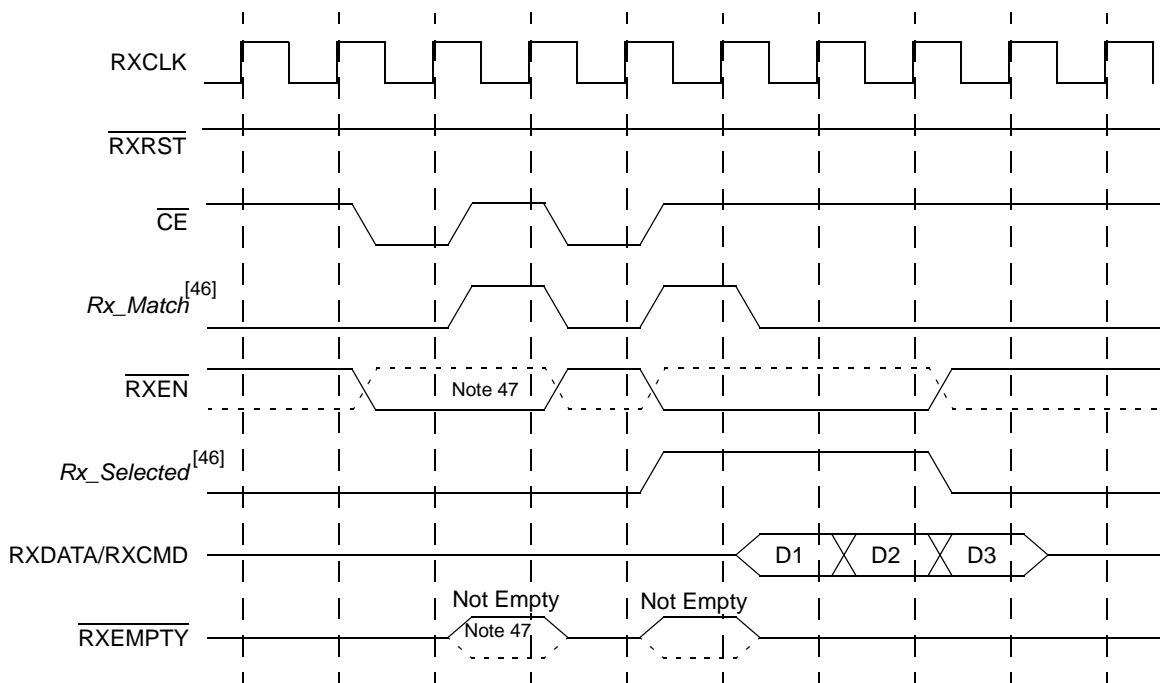 RXCLK
RXRST
CE
Rx_Match[46]
RXEN
Note 47
Rx_Selected[46]
RXDATA/RXCMD
D1 D2 D3
Not Empty Not Empty
RXEMPTY
Note 47